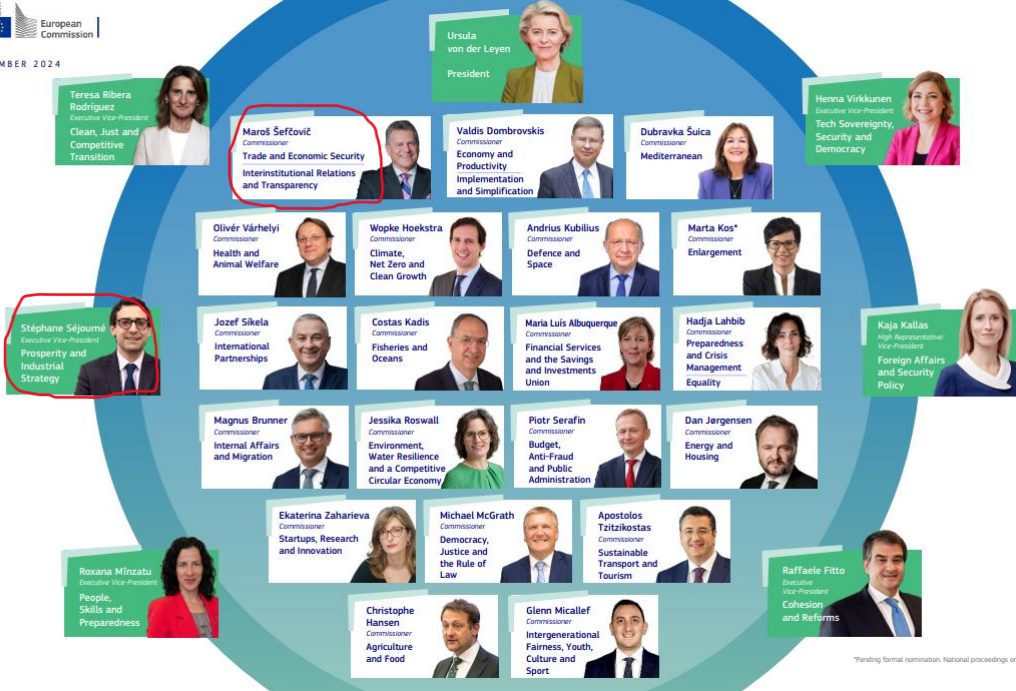 European
Commission
MBER 2024
Ursula
von der Leyen
President
Teresa Ribera
Rodríguez
Executive Vice-President
Clean, Just and
Competitive
Transition
Maroš Šefčovič
Commissioner
Trade and Economic Security
Interinstitutional Relations
and Transparency
Valdis Dombrovskis
Commissioner
Economy and
Productivity
Implementation
and Simplification
Dubravka Šuica
Commissioner
Mediterranean
Henna Virkkunen
Executive Vice-President
Tech Sovereignty,
Security and
Democracy
Olivér Várhelyi
Commissioner
Health and
Animal Welfare
Wopke Hoekstra
Commissioner
Climate,
Net Zero and
Clean Growth
Andrius Kubilius
Commissioner
Defence and
Space
Marta Kos*
Commissioner
Enlargement
Stéphane Séjourné
Executive Vice-President
Prosperity and
Industrial
Strategy
Jozef Síkela
Commissioner
International
Partnerships
Costas Kadis
Commissioner
Fisheries and
Oceans
Maria Luís Albuquerque
Commissioner
Financial Services
and the Savings
and Investments
Union
Hadja Lahbib
Commissioner
Preparedness
and Crisis
Management
Equality
Kaja Kallas
High Representative/
Vice-President
Foreign Affairs
and Security
Policy
Magnus Brunner
Commissioner
Internal Affairs
and Migration
Jessika Roswall
Commissioner
Environment,
Water Resilience
and a Competitive
Circular Economy
Piotr Serafin
Commissioner
Budget,
Anti-Fraud
and Public
Administration
Dan Jørgensen
Commissioner
Energy and
Housing
Ekaterina Zaharieva
Commissioner
Startups, Research
and Innovation
Michael McGrath
Commissioner
Democracy,
Justice and
the Rule of
Law
Apostolos
Tzitzikostas
Commissioner
Sustainable
Transport and
Tourism
Roxana Mînzatu
Executive Vice-President
People,
Skills and
Preparedness
Raffaele Fitto
Executive
Vice-President
Cohesion
and Reforms
Christophe
Hansen
Commissioner
Agriculture
and Food
Glenn Micallef
Commissioner
Intergenerational
Fairness, Youth,
Culture and
Sport
*Pending formal nomination. National proceedings on